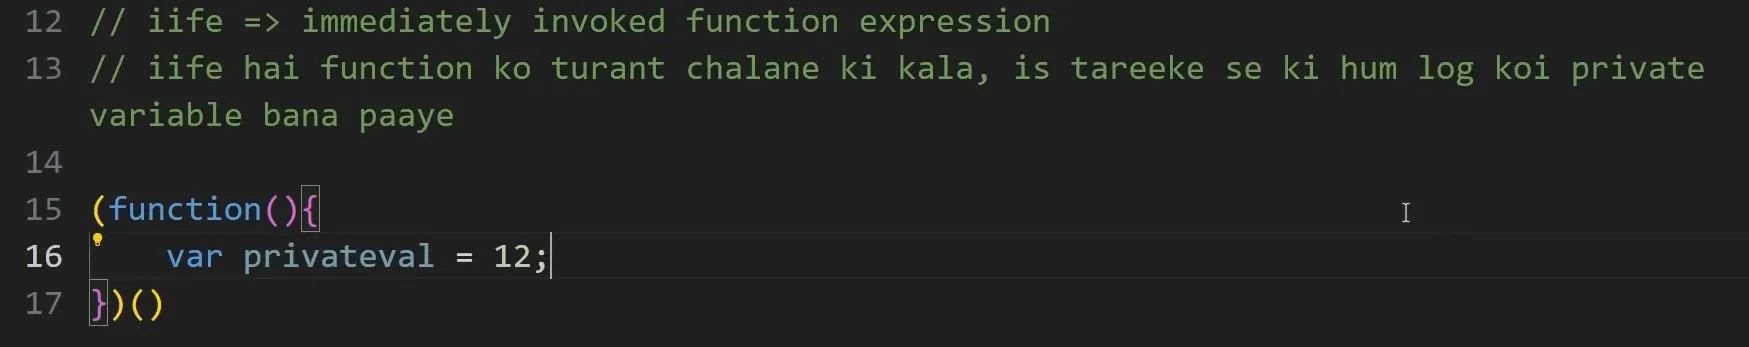 12 // iife => immediately invoked function expression
13 // iife hai function ko turant chalane ki kala, is tareeke se ki hum log koi private
variable bana paaye
14
15 (function(){
16 var privateval = 12;
17 })()